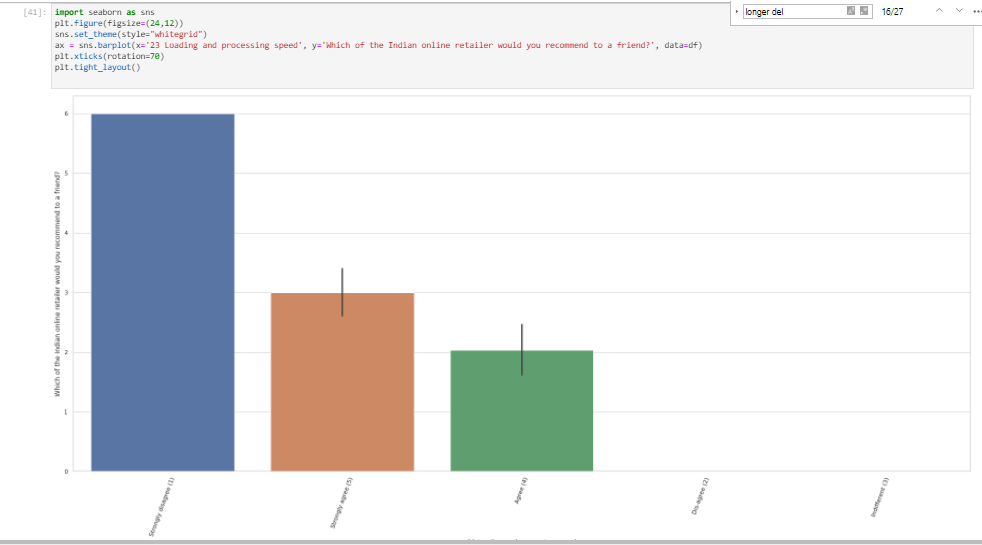 longer del
16/27
[41]:
import seaborn as sns
plt.figure(figsize=(24,12))
sns.set_theme(style="whitegrid")
ax = sns.barplot(x='23 Loading and processing speed', y='Which of the Indian online retailer would you recommend to a friend?', data=df)
plt.xticks(rotation=70)
plt.tight_layout()
Which of the Indian online retailer would you recommend to a friend?
6
5
4
3
2
1
0
Strongly disagree (1)
Strongly agree (5)
Agree (4)
Dis-agree (2)
Indifferent (3)